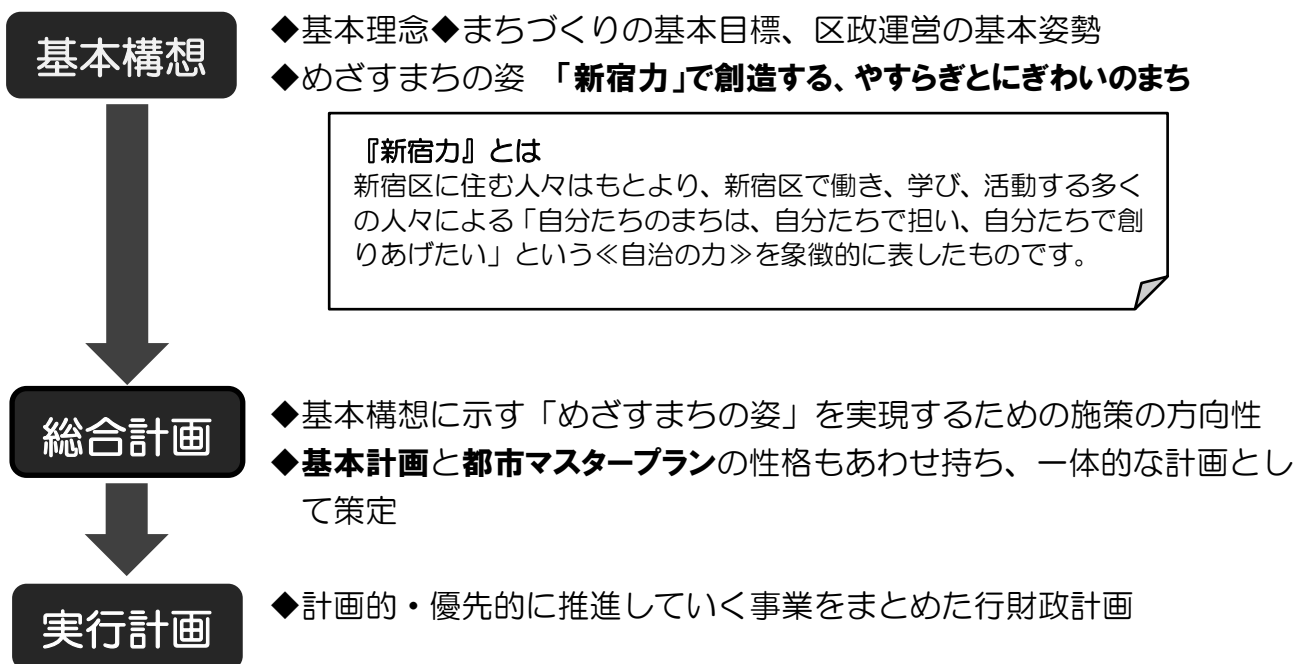 基本構想
◆基本理念◆まちづくりの基本目標、区政運営の基本姿勢
◆めざすまちの姿 「新宿力」で創造する、やすらぎとにぎわいのまち
『新宿力』とは
新宿区に住む人々はもとより、新宿区で働き、学び、活動する多く
の人々による「自分たちのまちは、自分たちで担い、自分たちで創
りあげたい」という≪自治の力≫を象徴的に表したものです。
総合計画
◆基本構想に示す「めざすまちの姿」を実現するための施策の方向性
◆基本計画と都市マスタープランの性格もあわせ持ち、一体的な計画とし
て策定
実行計画
◆計画的・優先的に推進していく事業をまとめた行財政計画